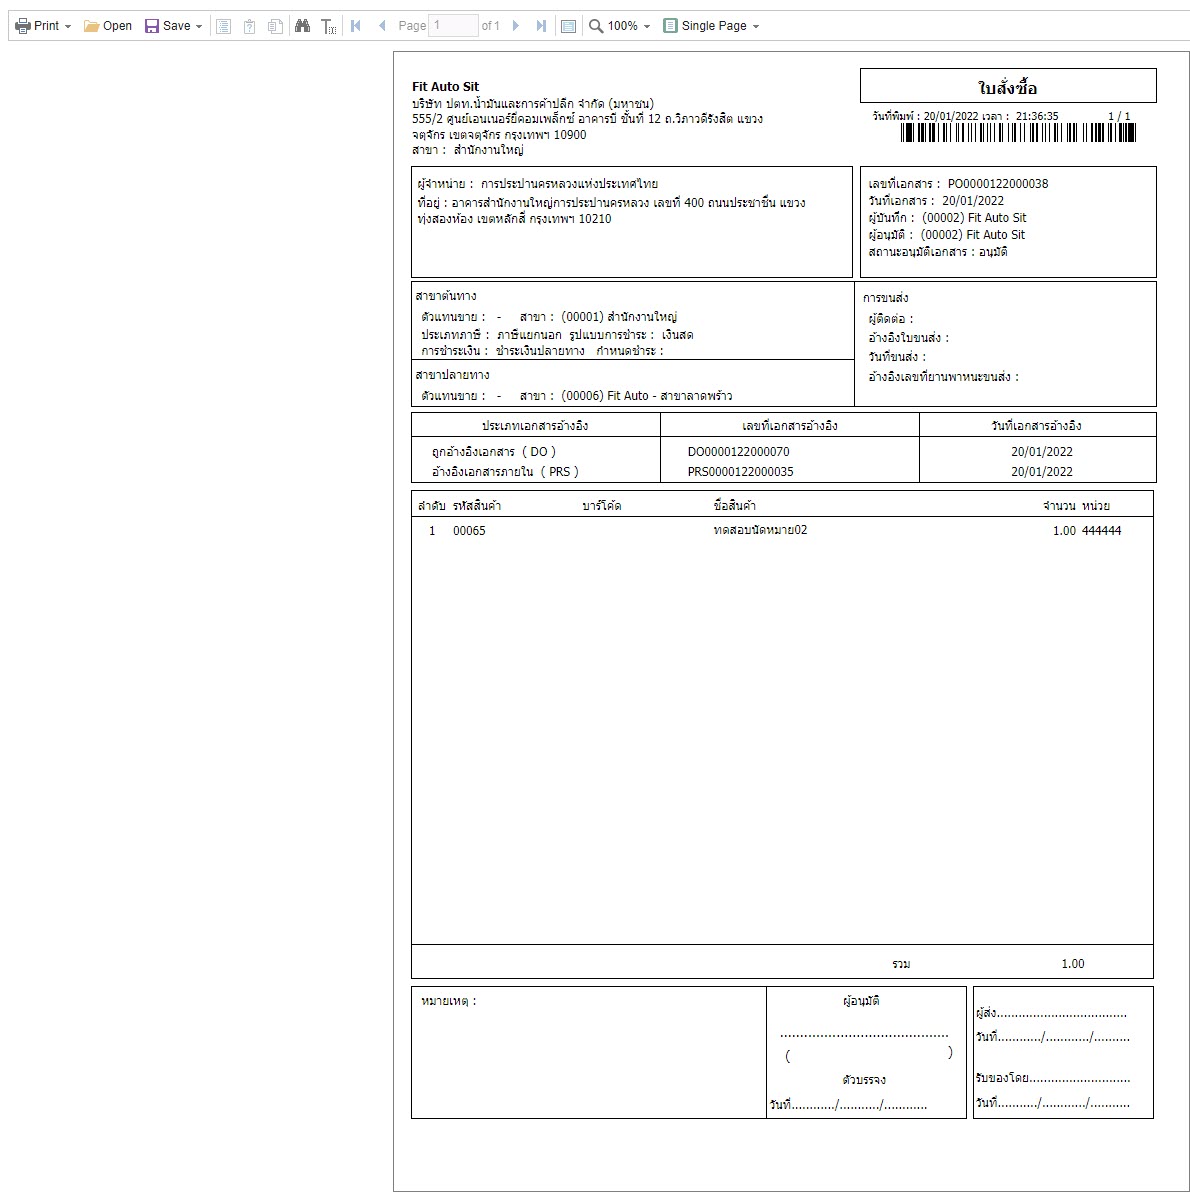 Print Open Save Page 1 of 1 100% Single Page
Fit Auto Sit
บริษัท ปตท.น้ำมันและการค้าปลีก จำกัด (มหาชน)
555/2 ศูนย์เอนเนอร์ยี่คอมเพล็กซ์ อาคารบี ชั้นที่ 12 ถ.วิภาวดีรังสิต แขวง
จตุจักร เขตจตุจักร กรุงเทพฯ 10900
สาขา : สำนักงานใหญ่
ใบสั่งซื้อ
วันที่พิมพ์ : 20/01/2022 เวลา : 21:36:35 1 / 1
ผู้จำหน่าย : การประปานครหลวงแห่งประเทศไทย
ที่อยู่ : อาคารสำนักงานใหญ่การประปานครหลวง เลขที่ 400 ถนนประชาชื่น แขวง
ทุ่งสองห้อง เขตหลักสี่ กรุงเทพฯ 10210
เลขที่เอกสาร : PO0000122000038
วันที่เอกสาร : 20/01/2022
ผู้บันทึก : (00002) Fit Auto Sit
ผู้อนุมัติ : (00002) Fit Auto Sit
สถานะอนุมัติเอกสาร : อนุมัติ
สาขาต้นทาง
ตัวแทนขาย : - สาขา : (00001) สำนักงานใหญ่
ประเภทภาษี : ภาษีแยกนอก รูปแบบการชำระ : เงินสด
การชำระเงิน : ชำระเงินปลายทาง กำหนดชำระ :
สาขาปลายทาง
ตัวแทนขาย : - สาขา : (00006) Fit Auto - สาขาลาดพร้าว
การขนส่ง
ผู้ติดต่อ :
อ้างอิงใบขนส่ง :
วันที่ขนส่ง :
อ้างอิงเลขที่ยานพาหนะขนส่ง :
ประเภทเอกสารอ้างอิง เลขที่เอกสารอ้างอิง วันที่เอกสารอ้างอิง
ถูกอ้างอิงเอกสาร ( DO ) DO0000122000070 20/01/2022
อ้างอิงเอกสารภายใน ( PRS ) PRS0000122000035 20/01/2022
ลำดับ รหัสสินค้า บาร์โค้ด ชื่อสินค้า จำนวน หน่วย
1 00065 ทดสอบนัดหมาย02 1.00 444444
รวม 1.00
หมายเหตุ :
ผู้อนุมัติ
..........................................
( )
ตัวบรรจง
วันที่............/.........../............
ผู้ส่ง....................................
วันที่............/............/..........
รับของโดย............................
วันที่.........../............/...........